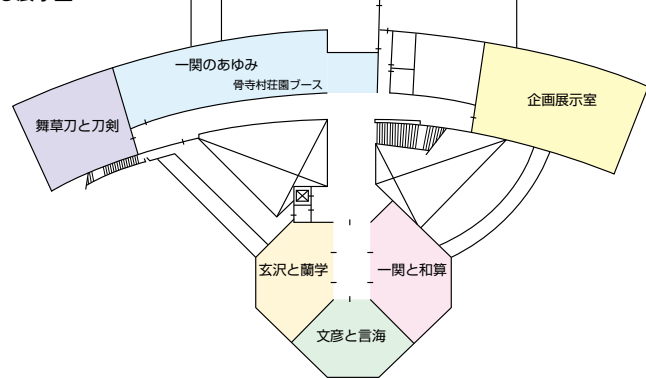 一関のあゆみ
骨寺村荘園ブース
企画展示室
舞草刀と刀剣
玄沢と蘭学
一関と和算
文彦と言海